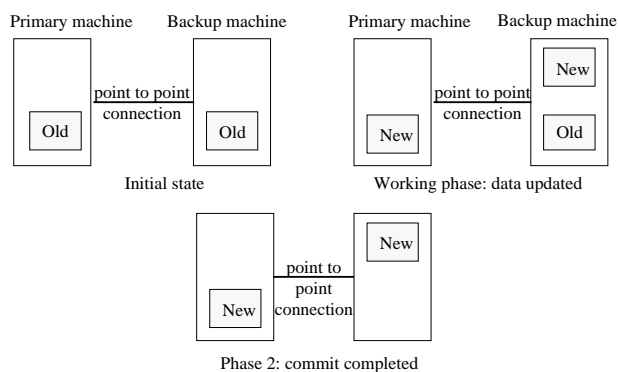 Primary machine
Backup machine
point to point
connection
Old
Old
Initial state
Primary machine
Backup machine
New
point to point
connection
New
Old
Working phase: data updated
New
point to
point
connection
New
Phase 2: commit completed